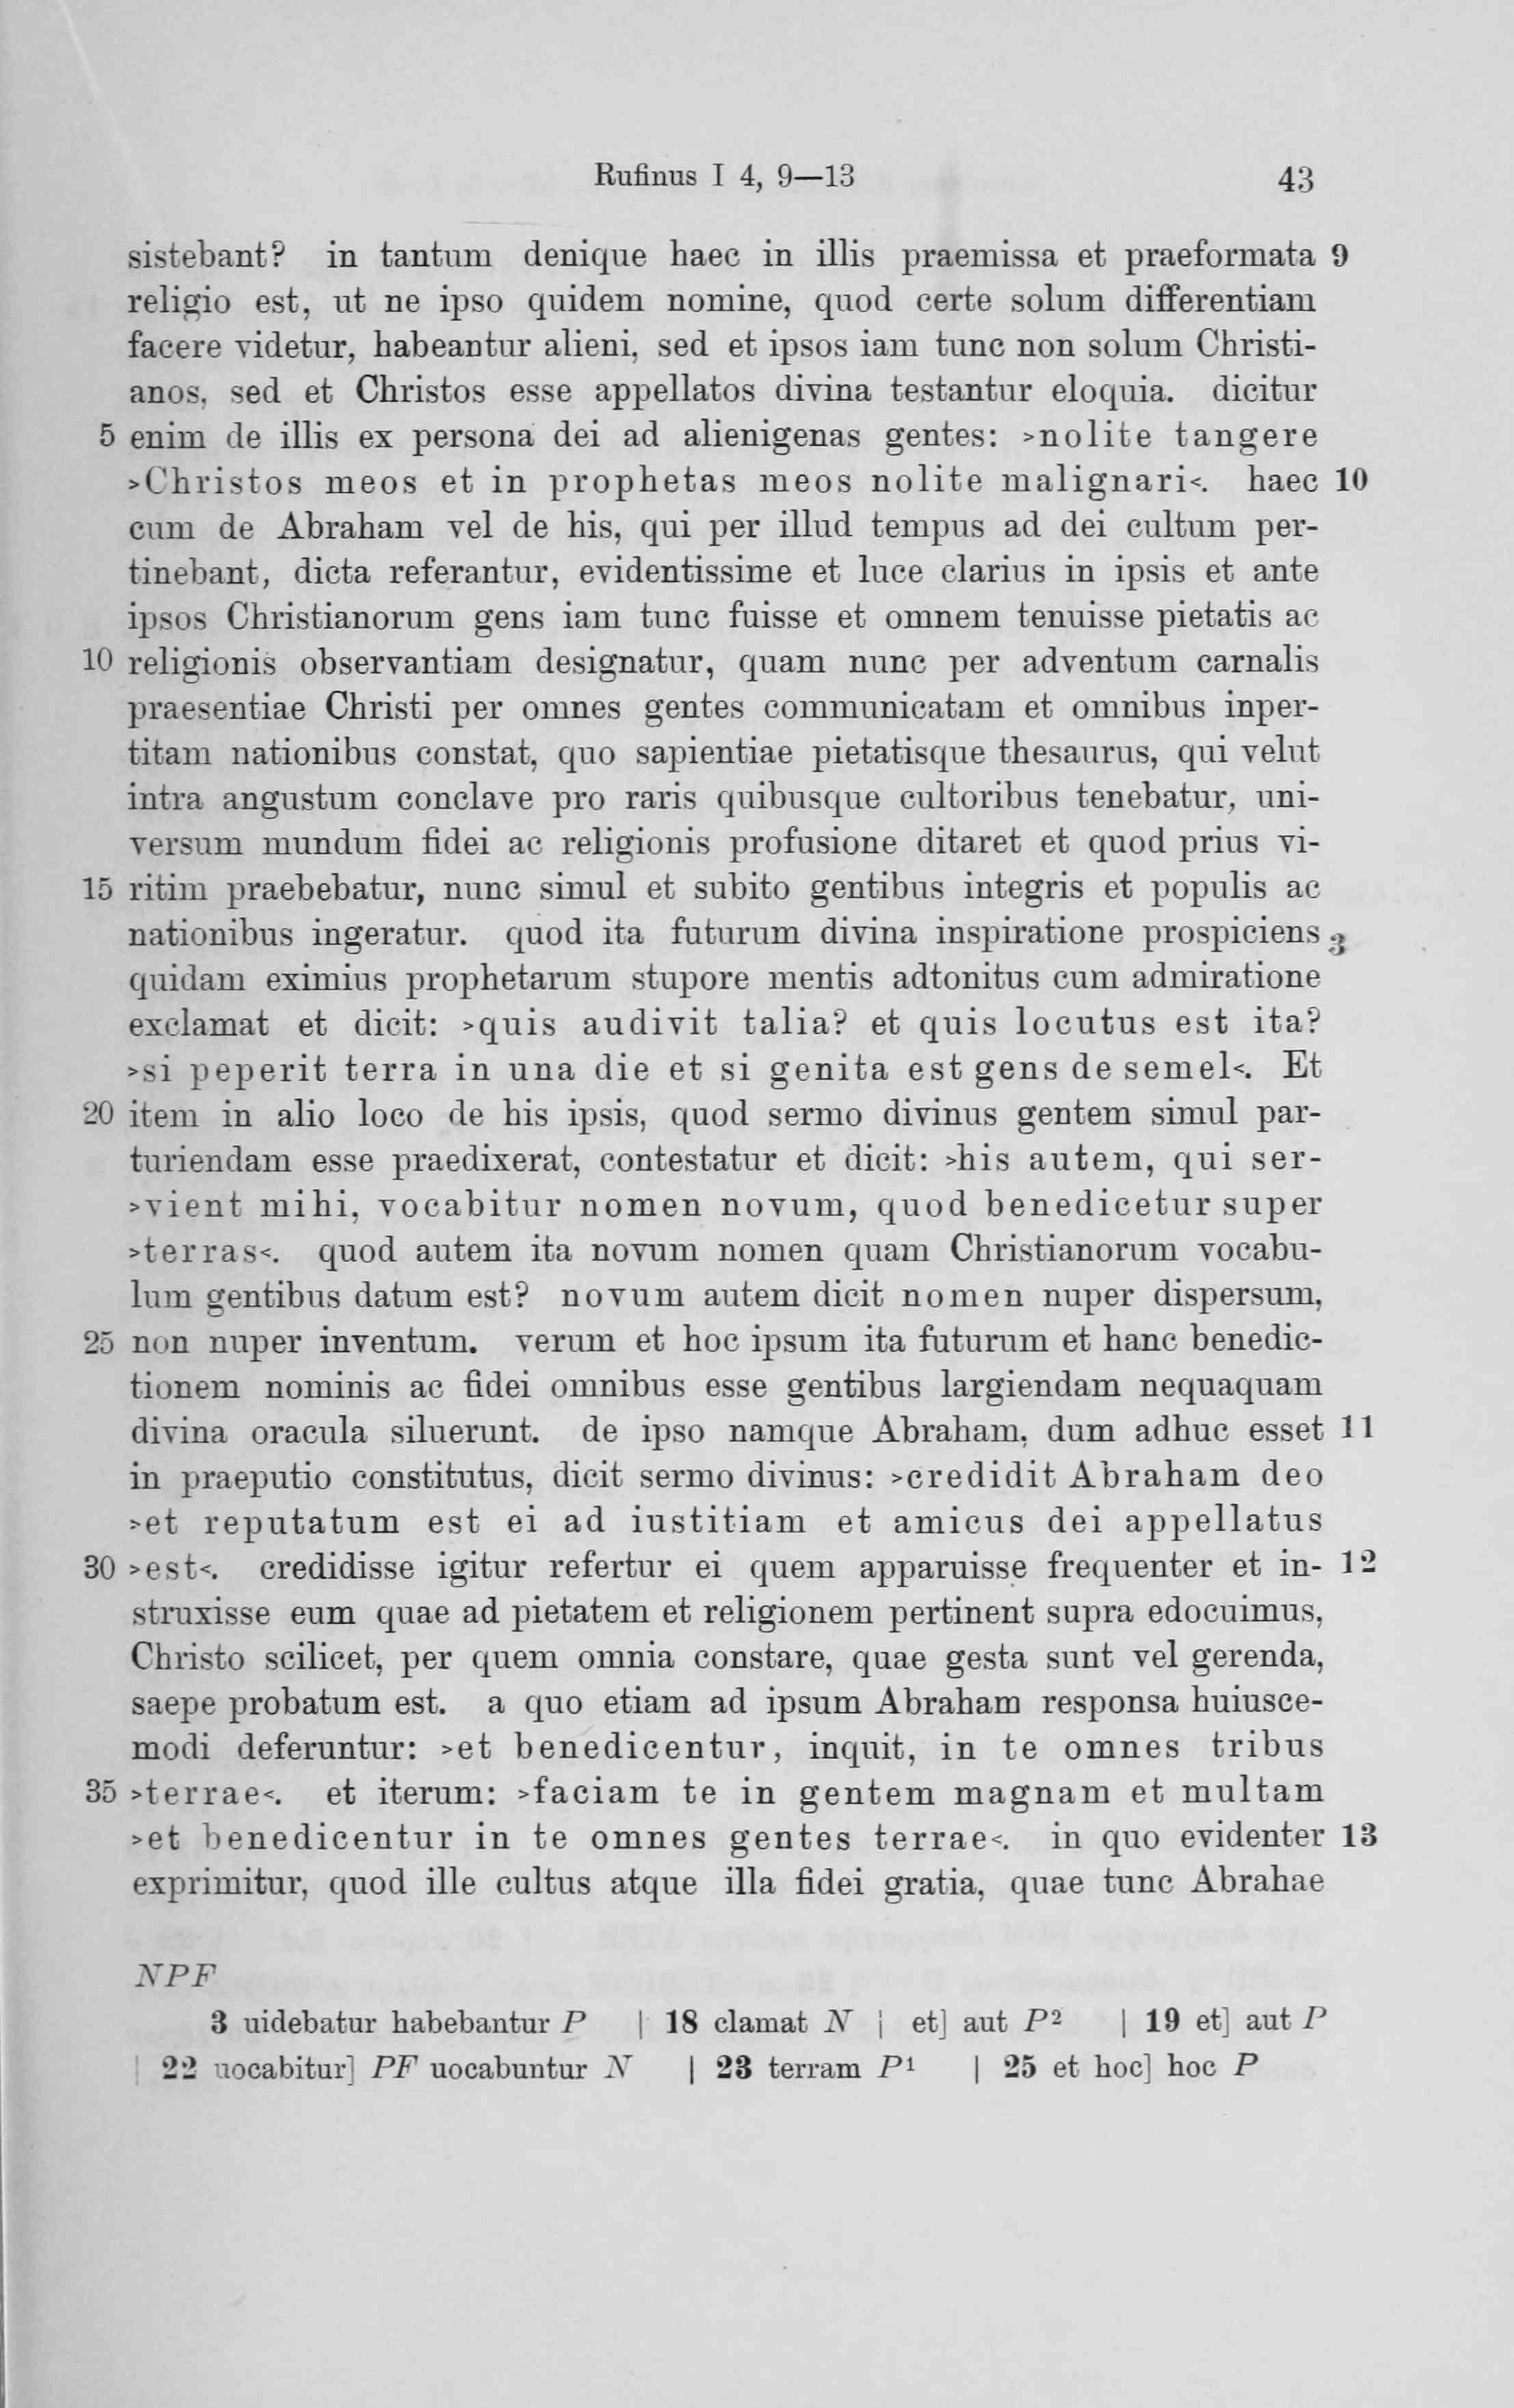 Rufinus I 4, 9—13 43
sistebant? in tantum denique haec in illis praemissa et praeformata 9
religio est, ut ne ipso quidem nomine, quod certe solum differentiam
facere videtur, habeantur alieni, sed et ipsos iam tunc non solum Christi-
anos, sed et Christos esse appellatos divina testantur eloquia. dicitur
5 enim de illis ex persona dei ad alienigenas gentes: >nolite tangere
>Christos meos et in prophetas meos nolite malignari<. haec 10
cum de Abraham vel de his, qui per illud tempus ad dei cultum per-
tinebant, dicta referantur, evidentissime et luce clarius in ipsis et ante
ipsos Christianorum gens iam tunc fuisse et omnem tenuisse pietatis ac
10 religionis observantiam designatur, quam nunc per adventum carnalis
praesentiae Christi per omnes gentes communicatam et omnibus inper-
titam nationibus constat, quo sapientiae pietatisque thesaurus, qui velut
intra angustum conclave pro raris quibusque cultoribus tenebatur, uni-
versum mundum fidei ac religionis profusione ditaret et quod prius vi-
15 ritim praebebatur, nunc simul et subito gentibus integris et populis ac
nationibus ingeratur. quod ita futurum divina inspiratione prospiciens 3
quidam eximius prophetarum stupore mentis adtonitus cum admiratione
exclamat et dicit: >quis audivit talia? et quis locutus est ita?
>si peperit terra in una die et si genita est gens de semel<. Et
20 item in alio loco de his ipsis, quod sermo divinus gentem simul par-
turiendam esse praedixerat, contestatur et dicit: >his autem, qui ser-
>vient mihi, vocabitur nomen novum, quod benedicetur super
>terras<. quod autem ita novum nomen quam Christianorum vocabu-
lum gentibus datum est? novum autem dicit nomen nuper dispersum,
25 non nuper inventum. verum et hoc ipsum ita futurum et hanc benedic-
tionem nominis ac fidei omnibus esse gentibus largiendam nequaquam
divina oracula siluerunt. de ipso namque Abraham, dum adhuc esset 11
in praeputio constitutus, dicit sermo divinus: >credidit Abraham deo
>et reputatum est ei ad iustitiam et amicus dei appellatus
30 >est<. credidisse igitur refertur ei quem apparuisse frequenter et in- 12
struxisse eum quae ad pietatem et religionem pertinent supra edocuimus,
Christo scilicet, per quem omnia constare, quae gesta sunt vel gerenda,
saepe probatum est. a quo etiam ad ipsum Abraham responsa huiusce-
modi deferuntur: >et benedicentur, inquit, in te omnes tribus
35 >terrae<. et iterum: >faciam te in gentem magnam et multam
>et benedicentur in te omnes gentes terrae<. in quo evidenter 13
exprimitur, quod ille cultus atque illa fidei gratia, quae tunc Abrahae
NPF
3 uidebatur habebantur P | 18 clamat N | et] aut P2 | 19 et] aut P
| 22 uocabitur] PF uocabuntur N | 23 terram P1 | 25 et hoc] hoc P